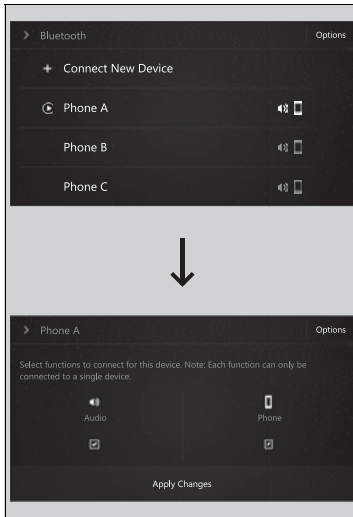 Bluetooth
Options
Connect New Device
Phone A
Phone B
Phone C
Phone A
Options
Select functions to connect for this device. Note: Each function can only be
connected to a single device.
Audio
Phone
Apply Changes